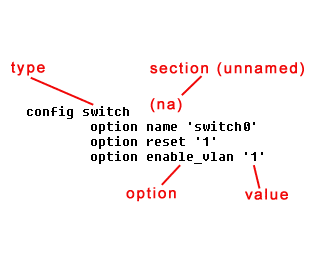 type
section (unnamed)
(na)
config switch
option name 'switch0'
option reset '1'
option enable_vlan '1'
option
value